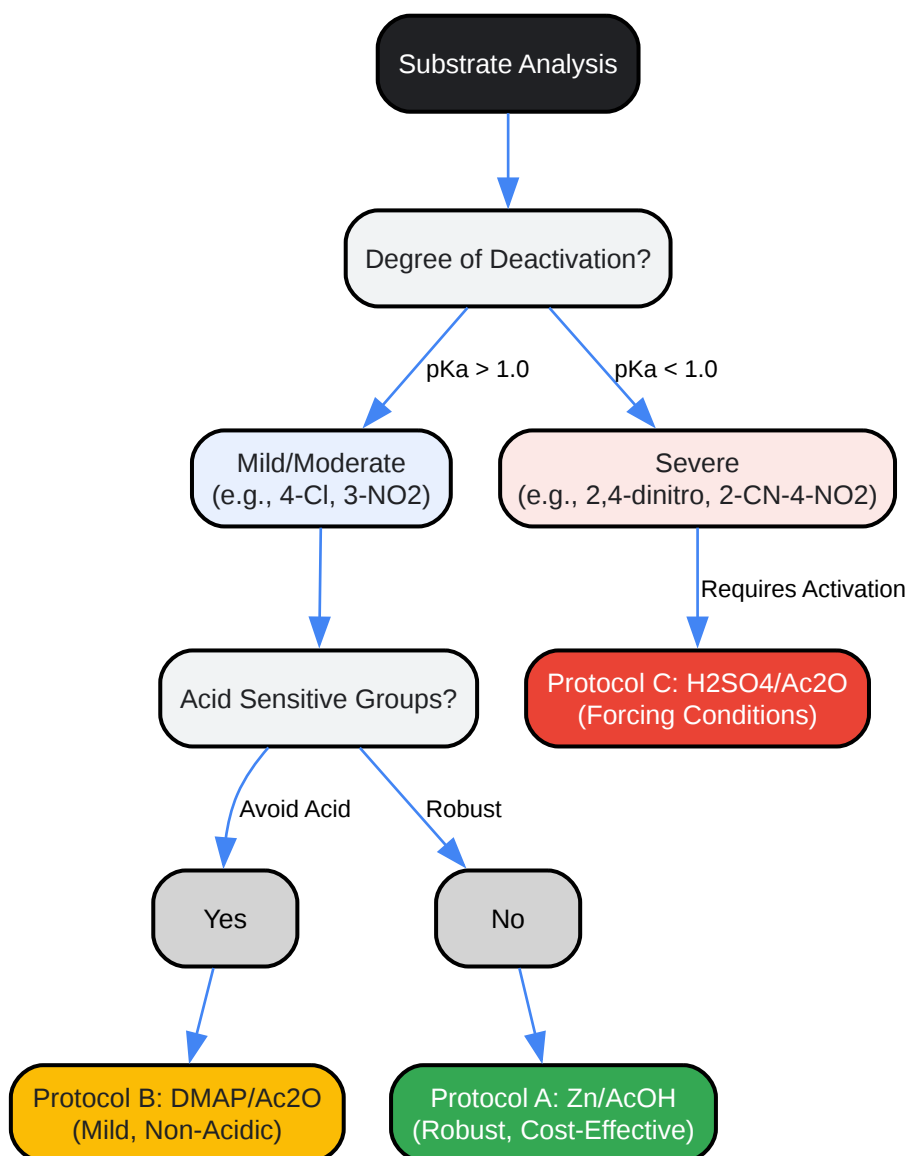 Substrate Analysis
Degree of Deactivation?
pKa > 1.0
pKa < 1.0
Mild/Moderate
(e.g., 4-Cl, 3-NO2)
Severe
(e.g., 2,4-dinitro, 2-CN-4-NO2)
Requires Activation
Acid Sensitive Groups?
Protocol C: H2SO4/Ac2O
(Forcing Conditions)
Avoid Acid
Robust
Yes
No
Protocol B: DMAP/Ac2O
(Mild, Non-Acidic)
Protocol A: Zn/AcOH
(Robust, Cost-Effective)